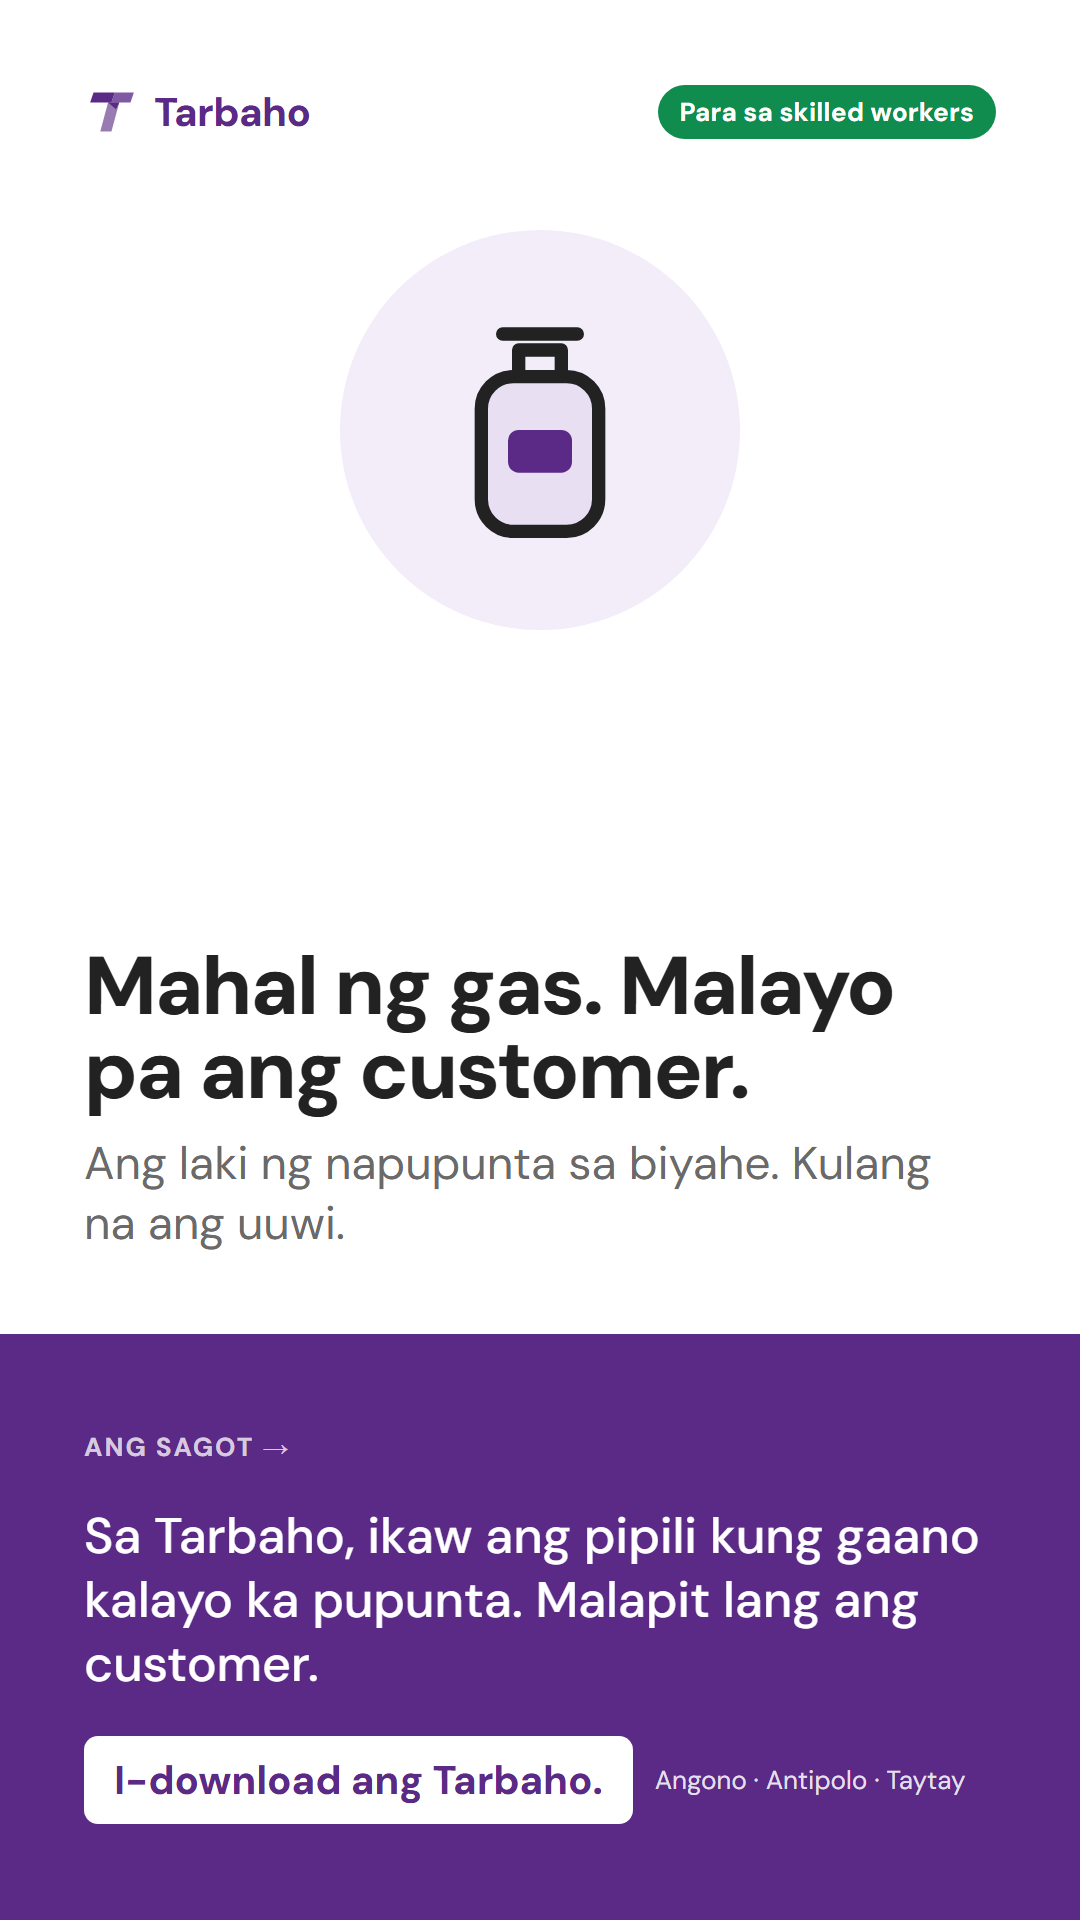 Tarbaho
Para sa skilled workers
Mahal ng gas. Malayo
pa ang customer.
Ang laki ng napupunta sa biyahe. Kulang
na ang uuwi.
ANG SAGOT →
Sa Tarbaho, ikaw ang pipili kung gaano
kalayo ka pupunta. Malapit lang ang
customer.
I-download ang Tarbaho.
Angono · Antipolo · Taytay